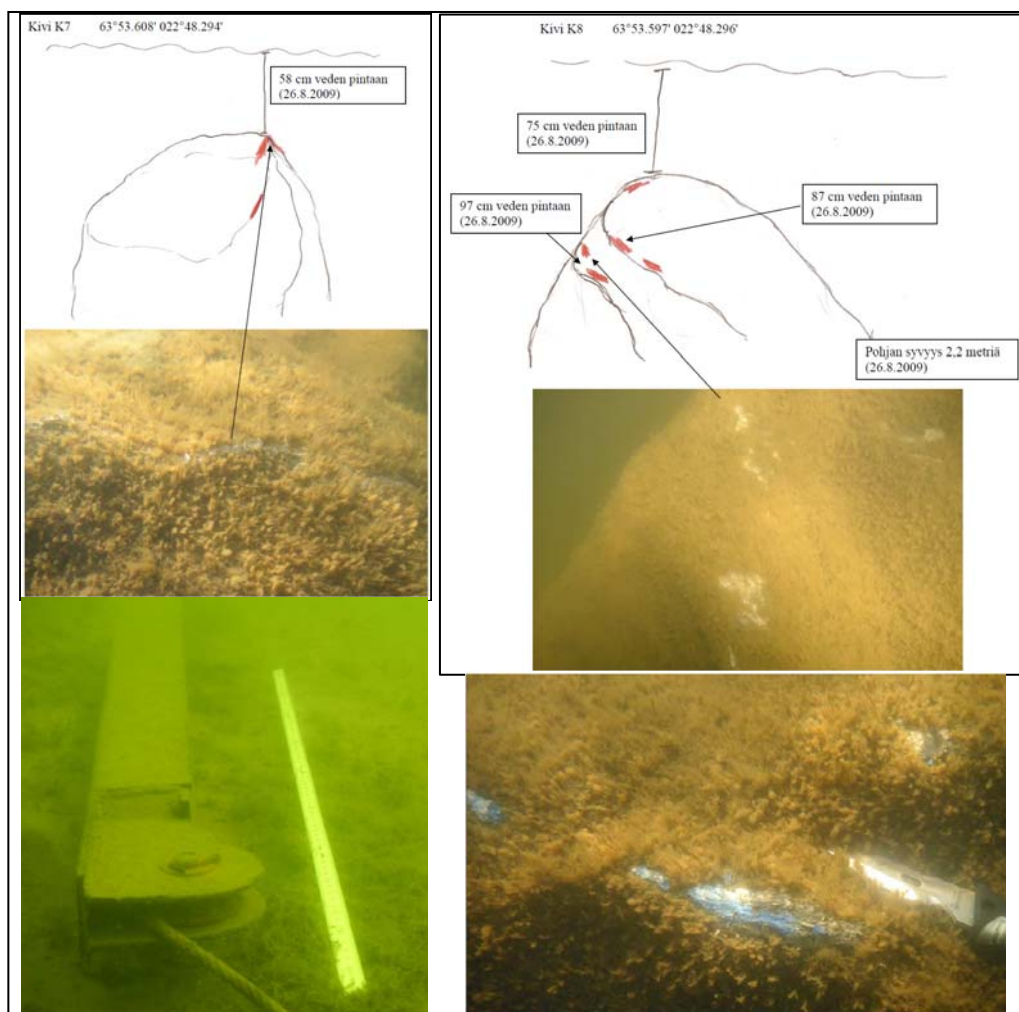 Kivi K7 63°53.608' 022°48.294'
58 cm veden pintaan
(26.8.2009)
Kivi K8 63°53.597' 022°48.296'
75 cm veden pintaan
(26.8.2009)
97 cm veden pintaan
(26.8.2009)
87 cm veden pintaan
(26.8.2009)
Pohjan syvyys 2,2 metriä
(26.8.2009)